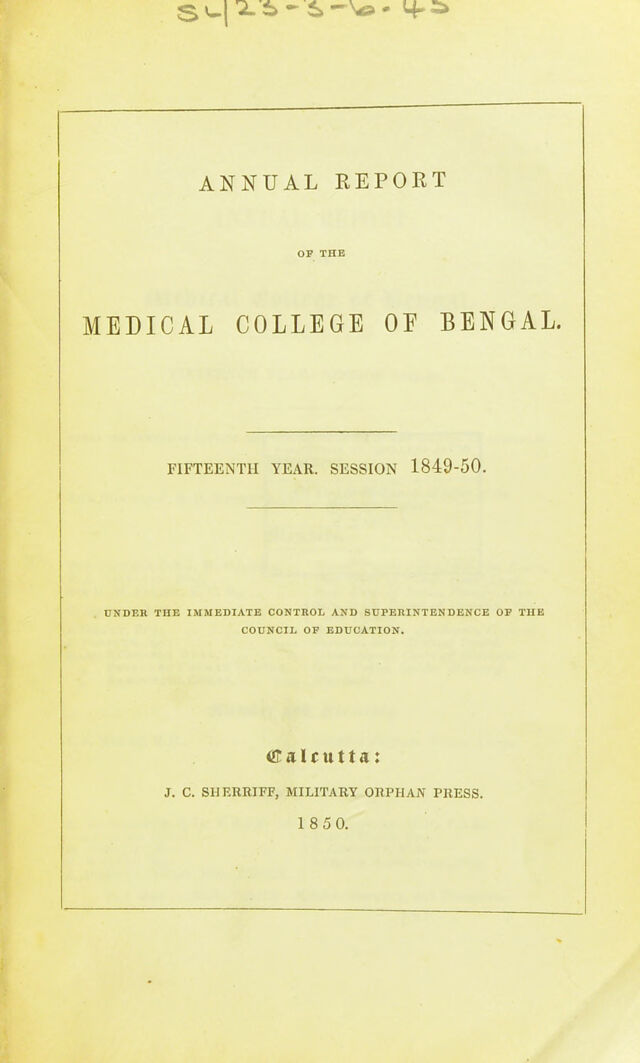 ANNUAL REPORT
OF THE
MEDICAL COLLEGE OF BENGAL.
FIFTEENTH YEAR. SESSION 1849-50.
UNDER THE IMMEDIATE CONTROL AND SUPERINTENDENCE OF THE
COUNCIL OF EDUCATION.
Calcutta:
J. C. SHERRIFF, MILITARY ORPHAN PRESS.
1850.